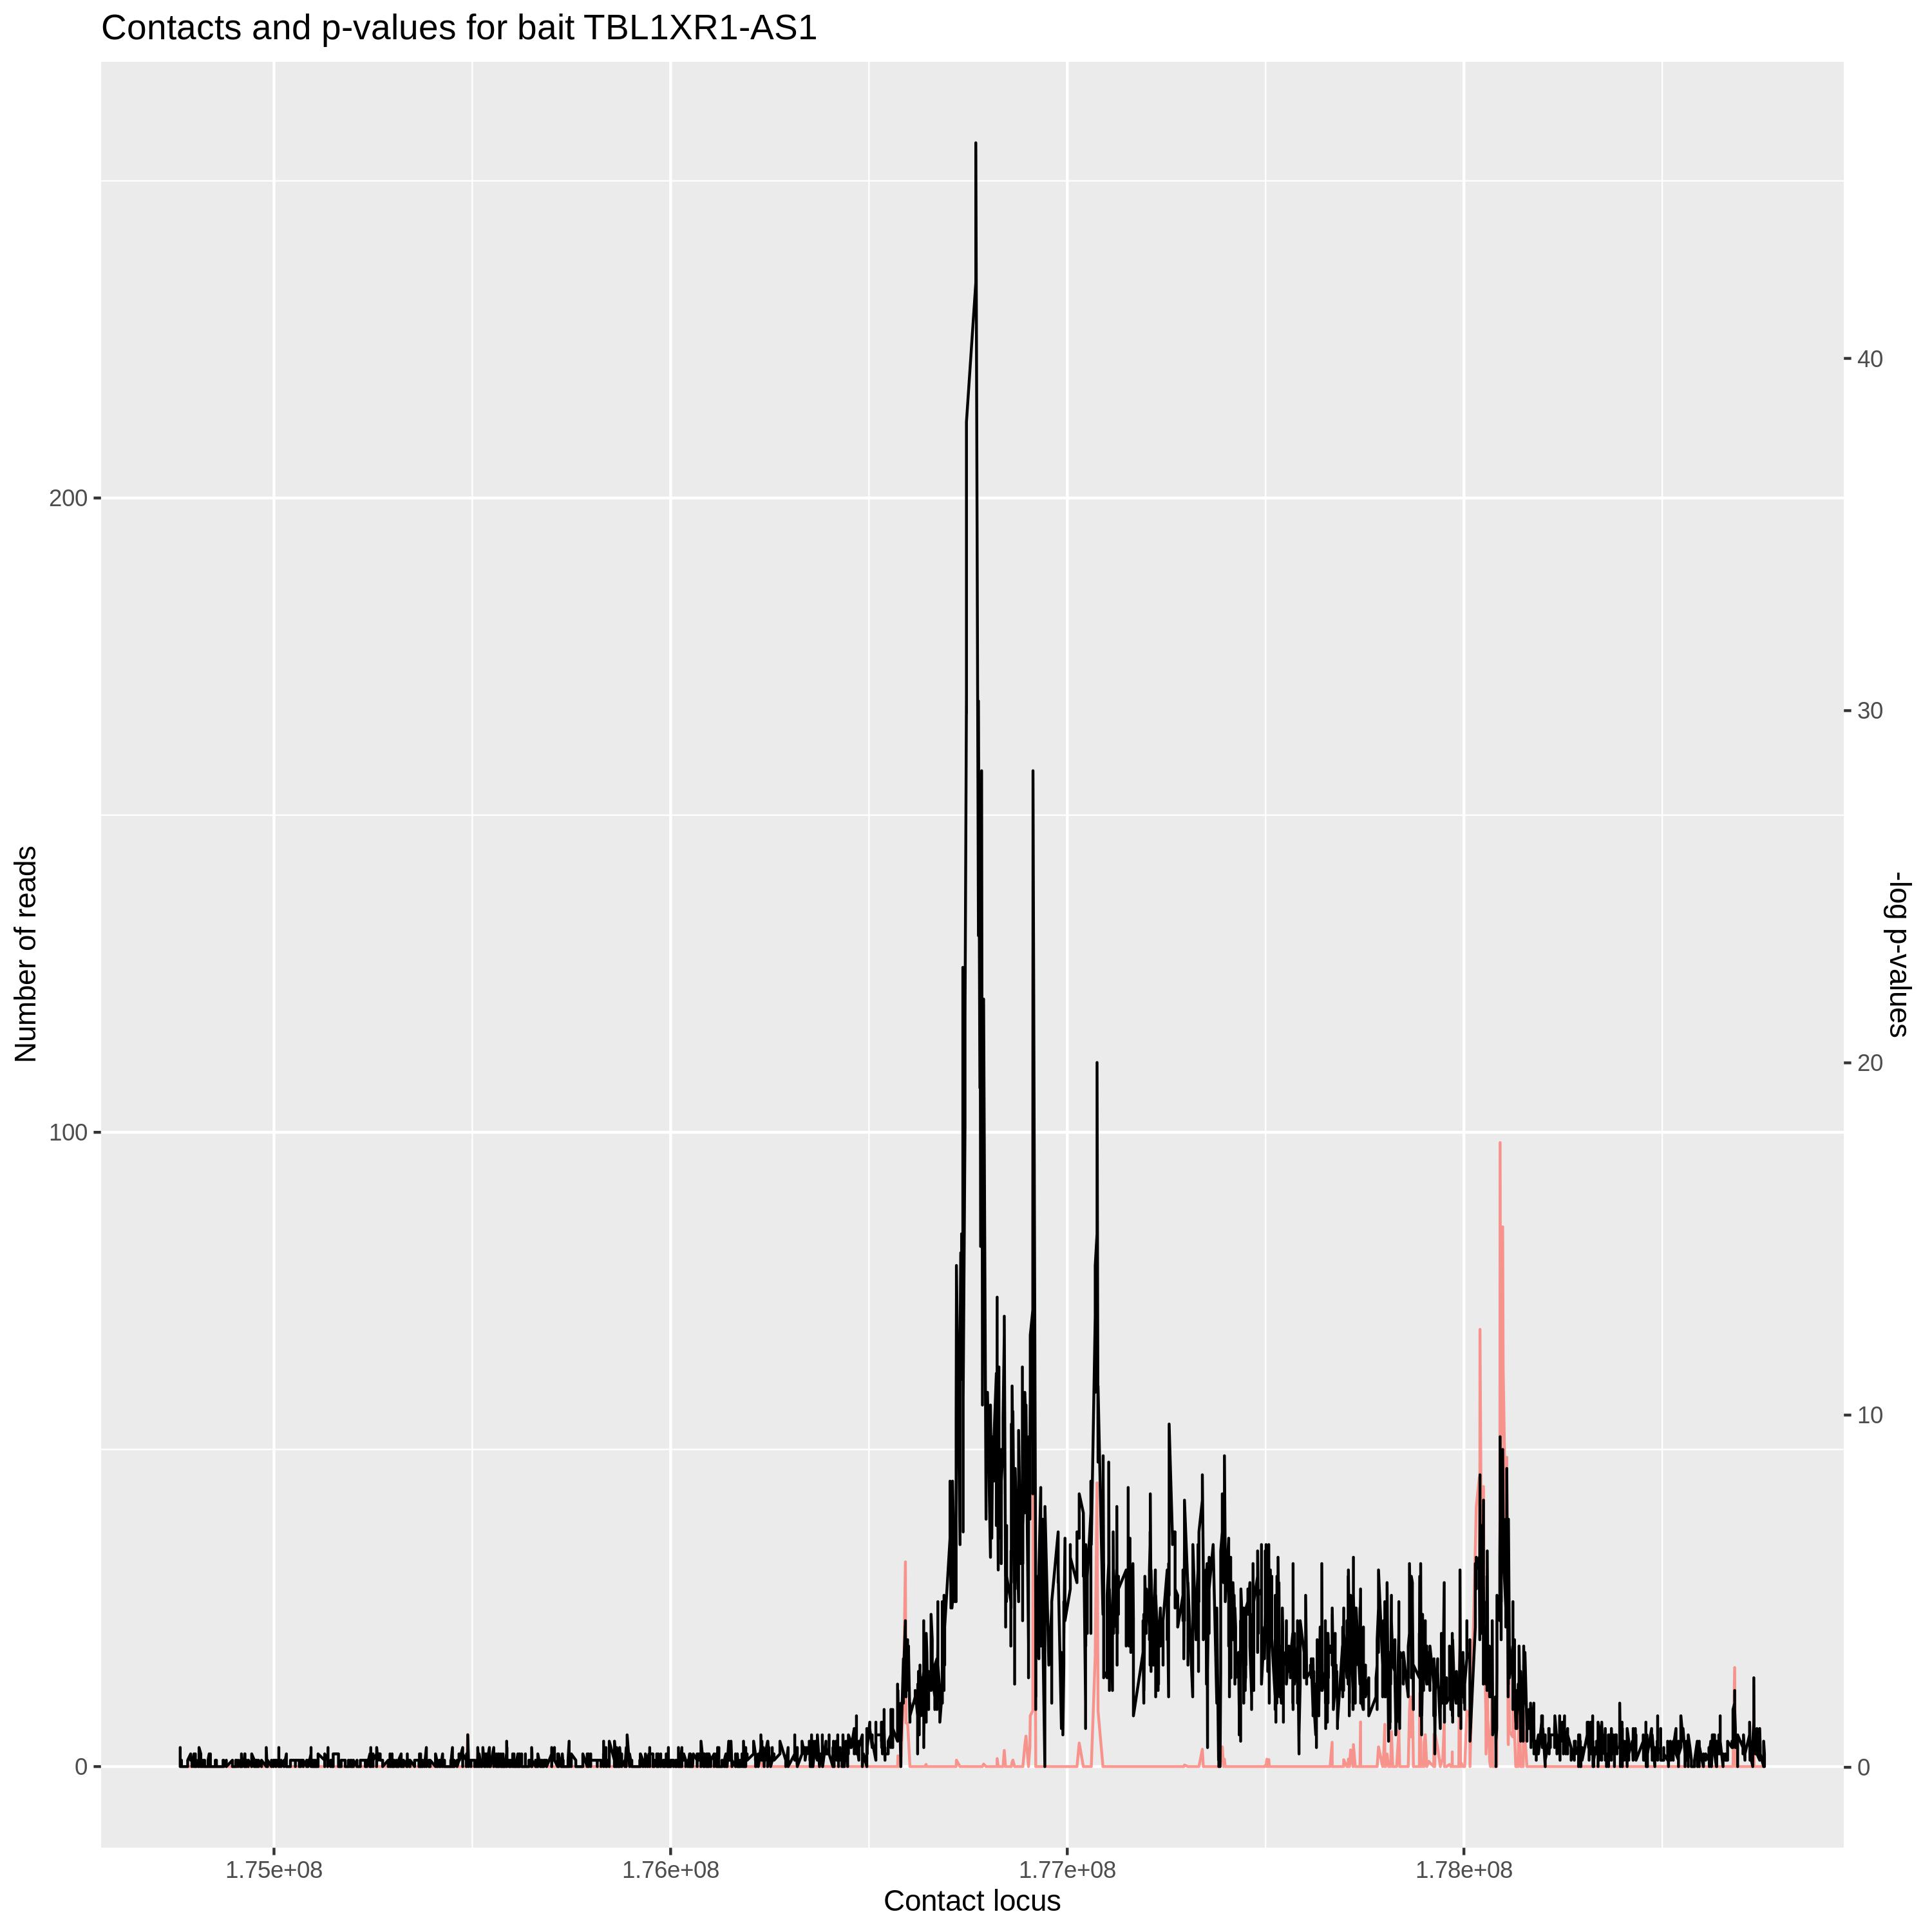 Contacts and p-values for bait TBL1XR1-AS1
Number of reads
200
100
0
40
30
20
10
0
-log p-values
1.75e+08
1.76e+08
1.77e+08
1.78e+08
Contact locus